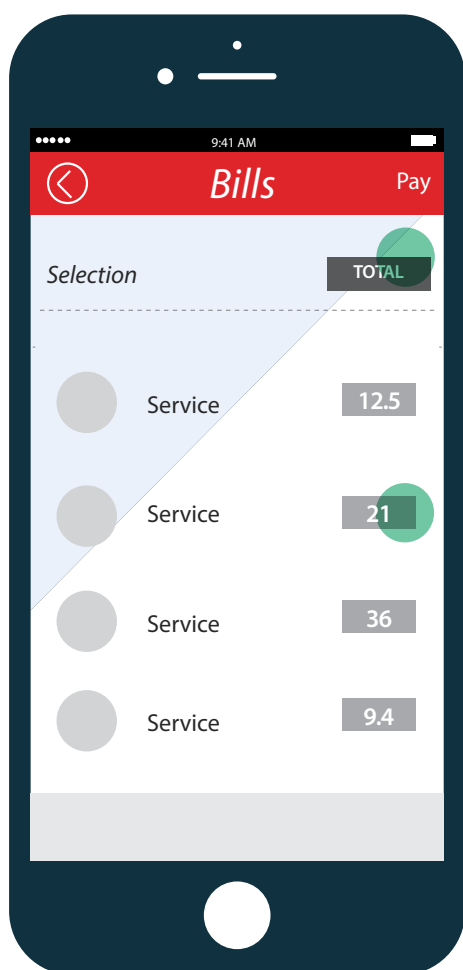 9:41 AM
Bills Pay
Selection TOTAL
Service 12.5
Service 21
Service 36
Service 9.4